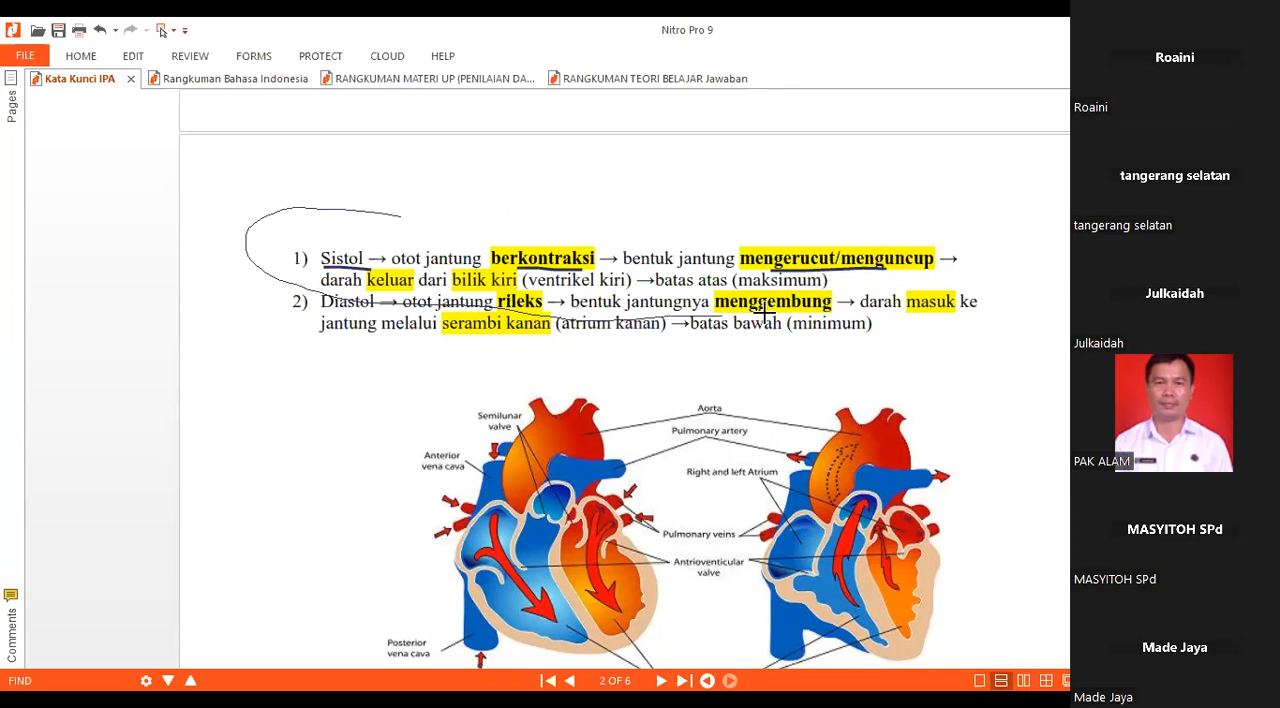 Nitro Pro 9
FILE HOME EDIT REVIEW FORMS PROTECT CLOUD HELP
Kata Kunci IPA Rangkuman Bahasa Indonesia RANGKUMAN MATERI UP (PENILAIAN DA... RANGKUMAN TEORI BELAJAR Jawaban
Pages
1) Sistol → otot jantung berkontraksi → bentuk jantung mengerucut/menguncup →
darah keluar dari bilik kiri (ventrikel kiri) →batas atas (maksimum)
2) Diastol → otot jantung rileks → bentuk jantungnya menggembung → darah masuk ke
jantung melalui serambi kanan (atrium kanan) →batas bawah (minimum)
Semilunar
valve
Anterior
vena cava
Aorta
Pulmonary artery
Right and left Atrium
Pulmonary veins
Antrioventicular
valve
Posterior
vena cava
Comments
FIND
2 OF 6
Roaini
Roaini
tangerang selatan
tangerang selatan
Julkaidah
Julkaidah
PAK ALAM
MASYITOH SPd
MASYITOH SPd
Made Jaya
Made Jaya